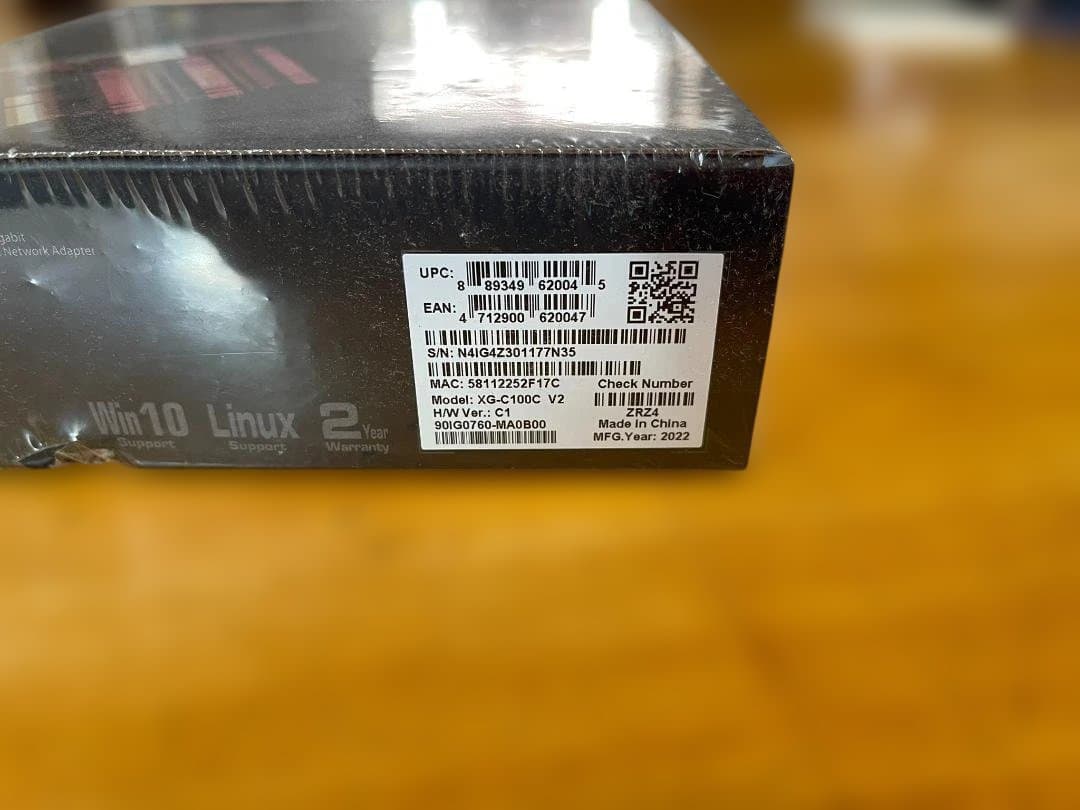 gabit
Network Adapter
UPC: 8 89349 62004 5
EAN: 4 712900 620047
S/N: N4IG4Z301177N35
MAC: 58112252F17C
Check Number
Model: XG-C100C V2
H/W Ver.: C1
ZRZ4
90IG0760-MA0B00
Made In China
MFG.Year: 2022
Win10 Support
Linux Support
2 Year Warranty